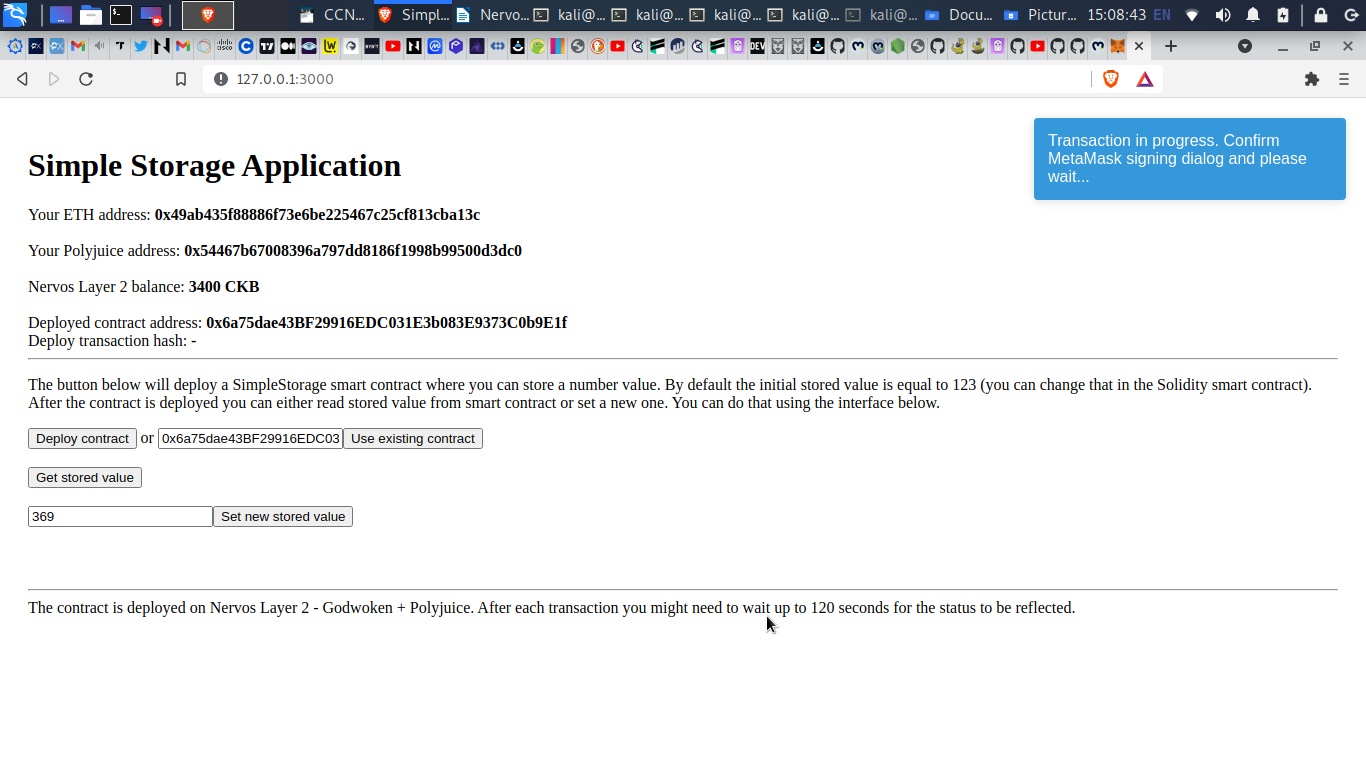 CCN...
Simpl...
Nervo...
kali@...
kali@...
kali@...
kali@...
kali@...
Docu...
Pictur...
15:08:43 EN
127.0.0.1:3000
Transaction in progress. Confirm
MetaMask signing dialog and please
wait...
Simple Storage Application
Your ETH address: 0x49ab435f88886f73e6be225467c25cf813cba13c
Your Polyjuice address: 0x54467b67008396a797dd8186f1998b99500d3dc0
Nervos Layer 2 balance: 3400 CKB
Deployed contract address: 0x6a75dae43BF29916EDC031E3b083E9373C0b9E1f
Deploy transaction hash: -
The button below will deploy a SimpleStorage smart contract where you can store a number value. By default the initial stored value is equal to 123 (you can change that in the Solidity smart contract).
After the contract is deployed you can either read stored value from smart contract or set a new one. You can do that using the interface below.
Deploy contract or 0x6a75dae43BF29916EDC03 Use existing contract
Get stored value
369 Set new stored value
The contract is deployed on Nervos Layer 2 - Godwoken + Polyjuice. After each transaction you might need to wait up to 120 seconds for the status to be reflected.